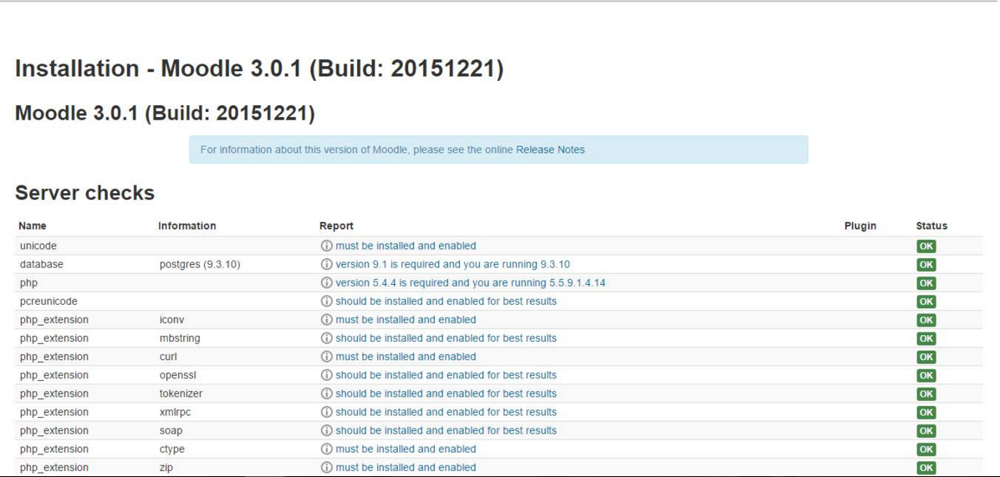 Installation - Moodle 3.0.1 (Build: 20151221)
Moodle 3.0.1 (Build: 20151221)
For information about this version of Moodle, please see the online Release Notes
Server checks
Name Information Report Plugin Status
unicode must be installed and enabled OK
database postgres (9.3.10) version 9.1 is required and you are running 9.3.10 OK
php version 5.4.4 is required and you are running 5.5.9.1.4.14 OK
pcreunicode should be installed and enabled for best results OK
php_extension iconv must be installed and enabled OK
php_extension mbstring should be installed and enabled for best results OK
php_extension curl must be installed and enabled OK
php_extension openssl should be installed and enabled for best results OK
php_extension tokenizer should be installed and enabled for best results OK
php_extension xmlrpc should be installed and enabled for best results OK
php_extension soap should be installed and enabled for best results OK
php_extension ctype must be installed and enabled OK
php_extension zip must be installed and enabled OK